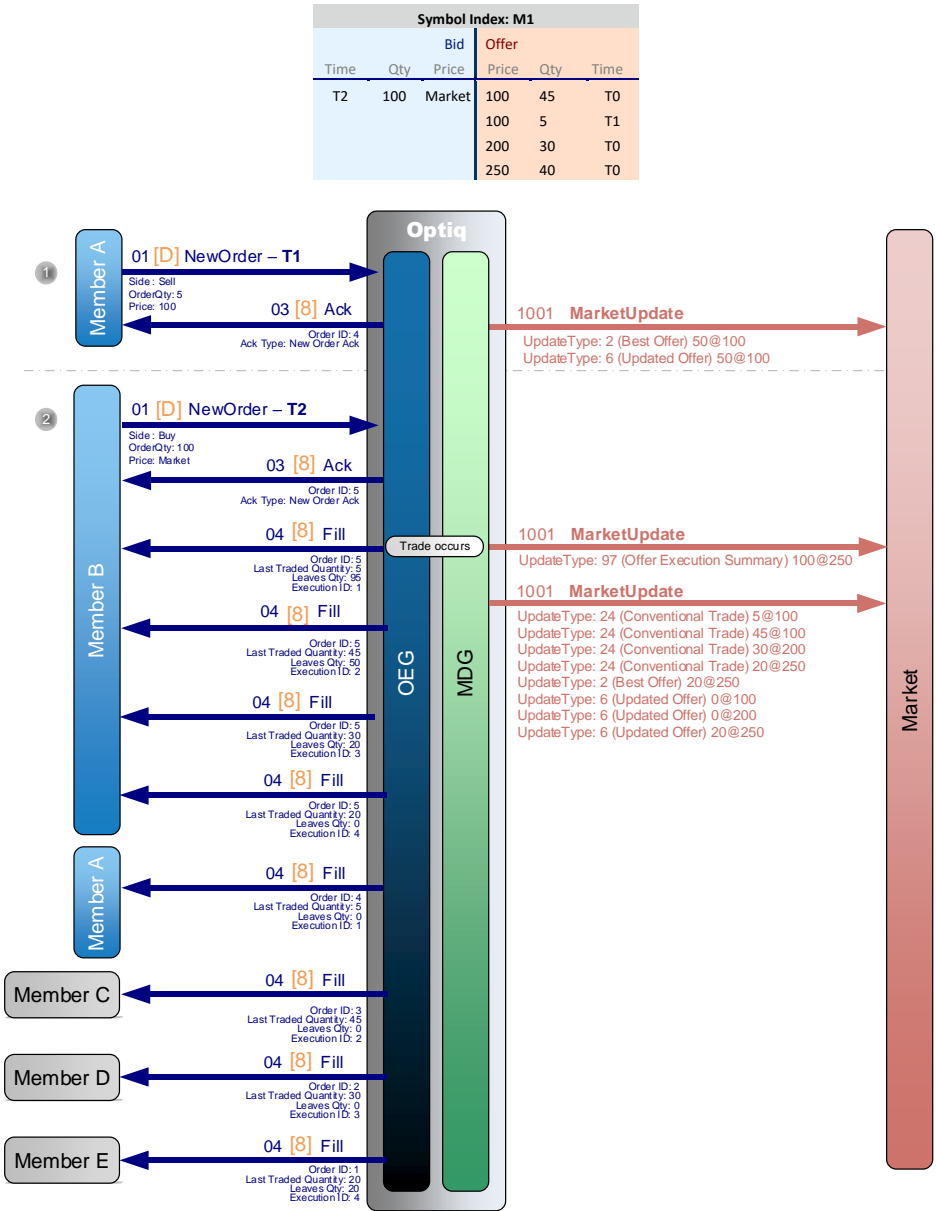 Symbol Index: M1
Bid Offer
Time Qty Price Price Qty Time
T2 100 Market 100 45 T0
100 5 T1
200 30 T0
250 40 T0
Optiq
1
Member A
01 [D] NewOrder – T1
Side : Sell
OrderQty: 5
Price: 100
03 [8] Ack
Order ID: 4
Ack Type: New Order Ack
1001 MarketUpdate
UpdateType: 2 (Best Offer) 50@100
UpdateType: 6 (Updated Offer) 50@100
2
Member B
01 [D] NewOrder – T2
Side : Buy
OrderQty: 100
Price: Market
03 [8] Ack
Order ID: 5
Ack Type: New Order Ack
04 [8] Fill
Order ID: 5
Last Traded Quantity: 5
Leaves Qty: 95
Execution ID: 1
Trade occurs
1001 MarketUpdate
UpdateType: 97 (Offer Execution Summary) 100@250
1001 MarketUpdate
UpdateType: 24 (Conventional Trade) 5@100
UpdateType: 24 (Conventional Trade) 45@100
UpdateType: 24 (Conventional Trade) 30@200
UpdateType: 24 (Conventional Trade) 20@250
UpdateType: 2 (Best Offer) 20@250
UpdateType: 6 (Updated Offer) 0@100
UpdateType: 6 (Updated Offer) 0@200
UpdateType: 6 (Updated Offer) 20@250
04 [8] Fill
Order ID: 5
Last Traded Quantity: 45
Leaves Qty: 50
Execution ID: 2
OEG
MDG
Market
04 [8] Fill
Order ID: 5
Last Traded Quantity: 30
Leaves Qty: 20
Execution ID: 3
04 [8] Fill
Order ID: 5
Last Traded Quantity: 20
Leaves Qty: 0
Execution ID: 4
Member A
04 [8] Fill
Order ID: 4
Last Traded Quantity: 5
Leaves Qty: 0
Execution ID: 1
Member C
04 [8] Fill
Order ID: 3
Last Traded Quantity: 45
Leaves Qty: 0
Execution ID: 2
Member D
04 [8] Fill
Order ID: 2
Last Traded Quantity: 30
Leaves Qty: 0
Execution ID: 3
Member E
04 [8] Fill
Order ID: 1
Last Traded Quantity: 20
Leaves Qty: 20
Execution ID: 4